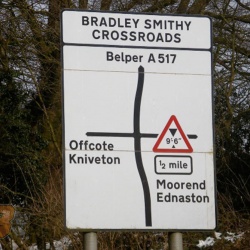 BRADLEY SMITHY
CROSSROADS
Belper A 517
9'-6"
Offcote
Kniveton
½ mile
Moorend
Ednaston